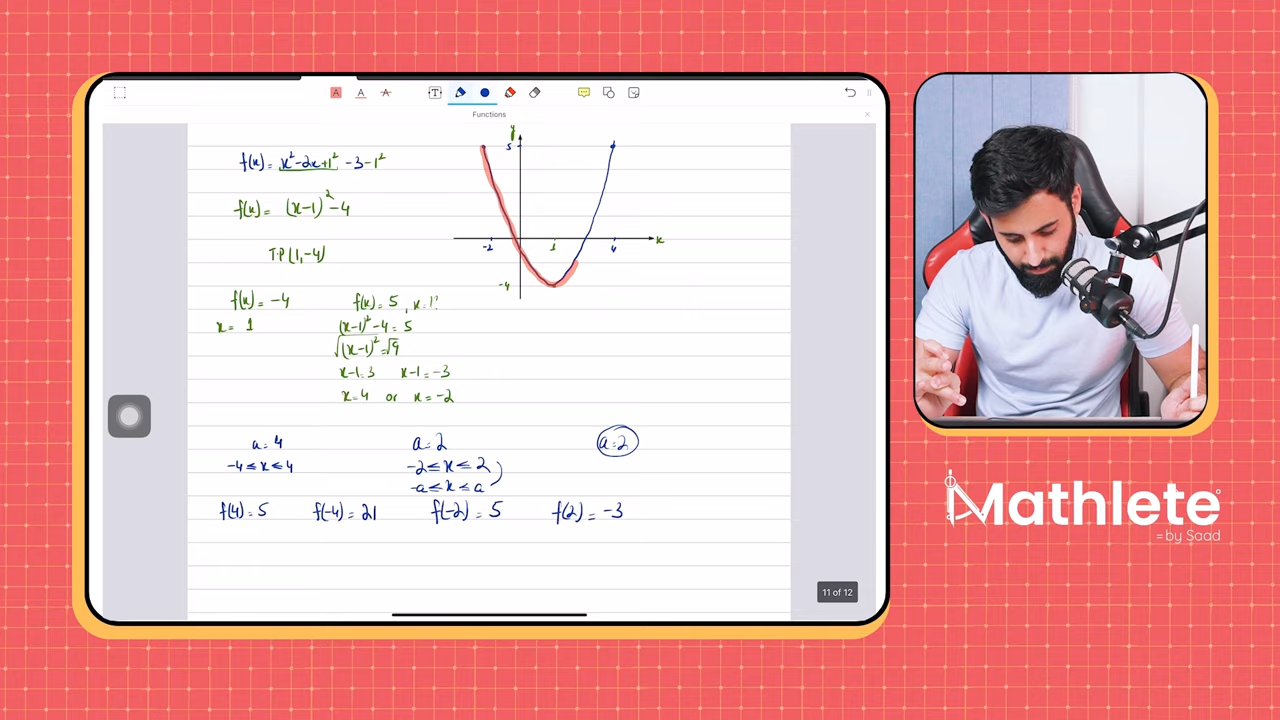 Functions
f(x) = x²-2x+1² -3-1²
f(x) = (x-1)² -4
T.P (1,-4)
f(x) = -4
x = 1
f(x) = 5 , x = 1?
(x-1)² -4 = 5
√(x-1)² = √9
x-1 = 3 x-1 = -3
x = 4 or x = -2
y
5
-2 1 4 x
-4
a = 4 a = 2 a = 2
-4 ≤ x ≤ 4 -2 ≤ x ≤ 2
-a ≤ x ≤ a
f(4) = 5 f(-4) = 21 f(-2) = 5 f(2) = -3
11 of 12
Mathlete
= by Saad